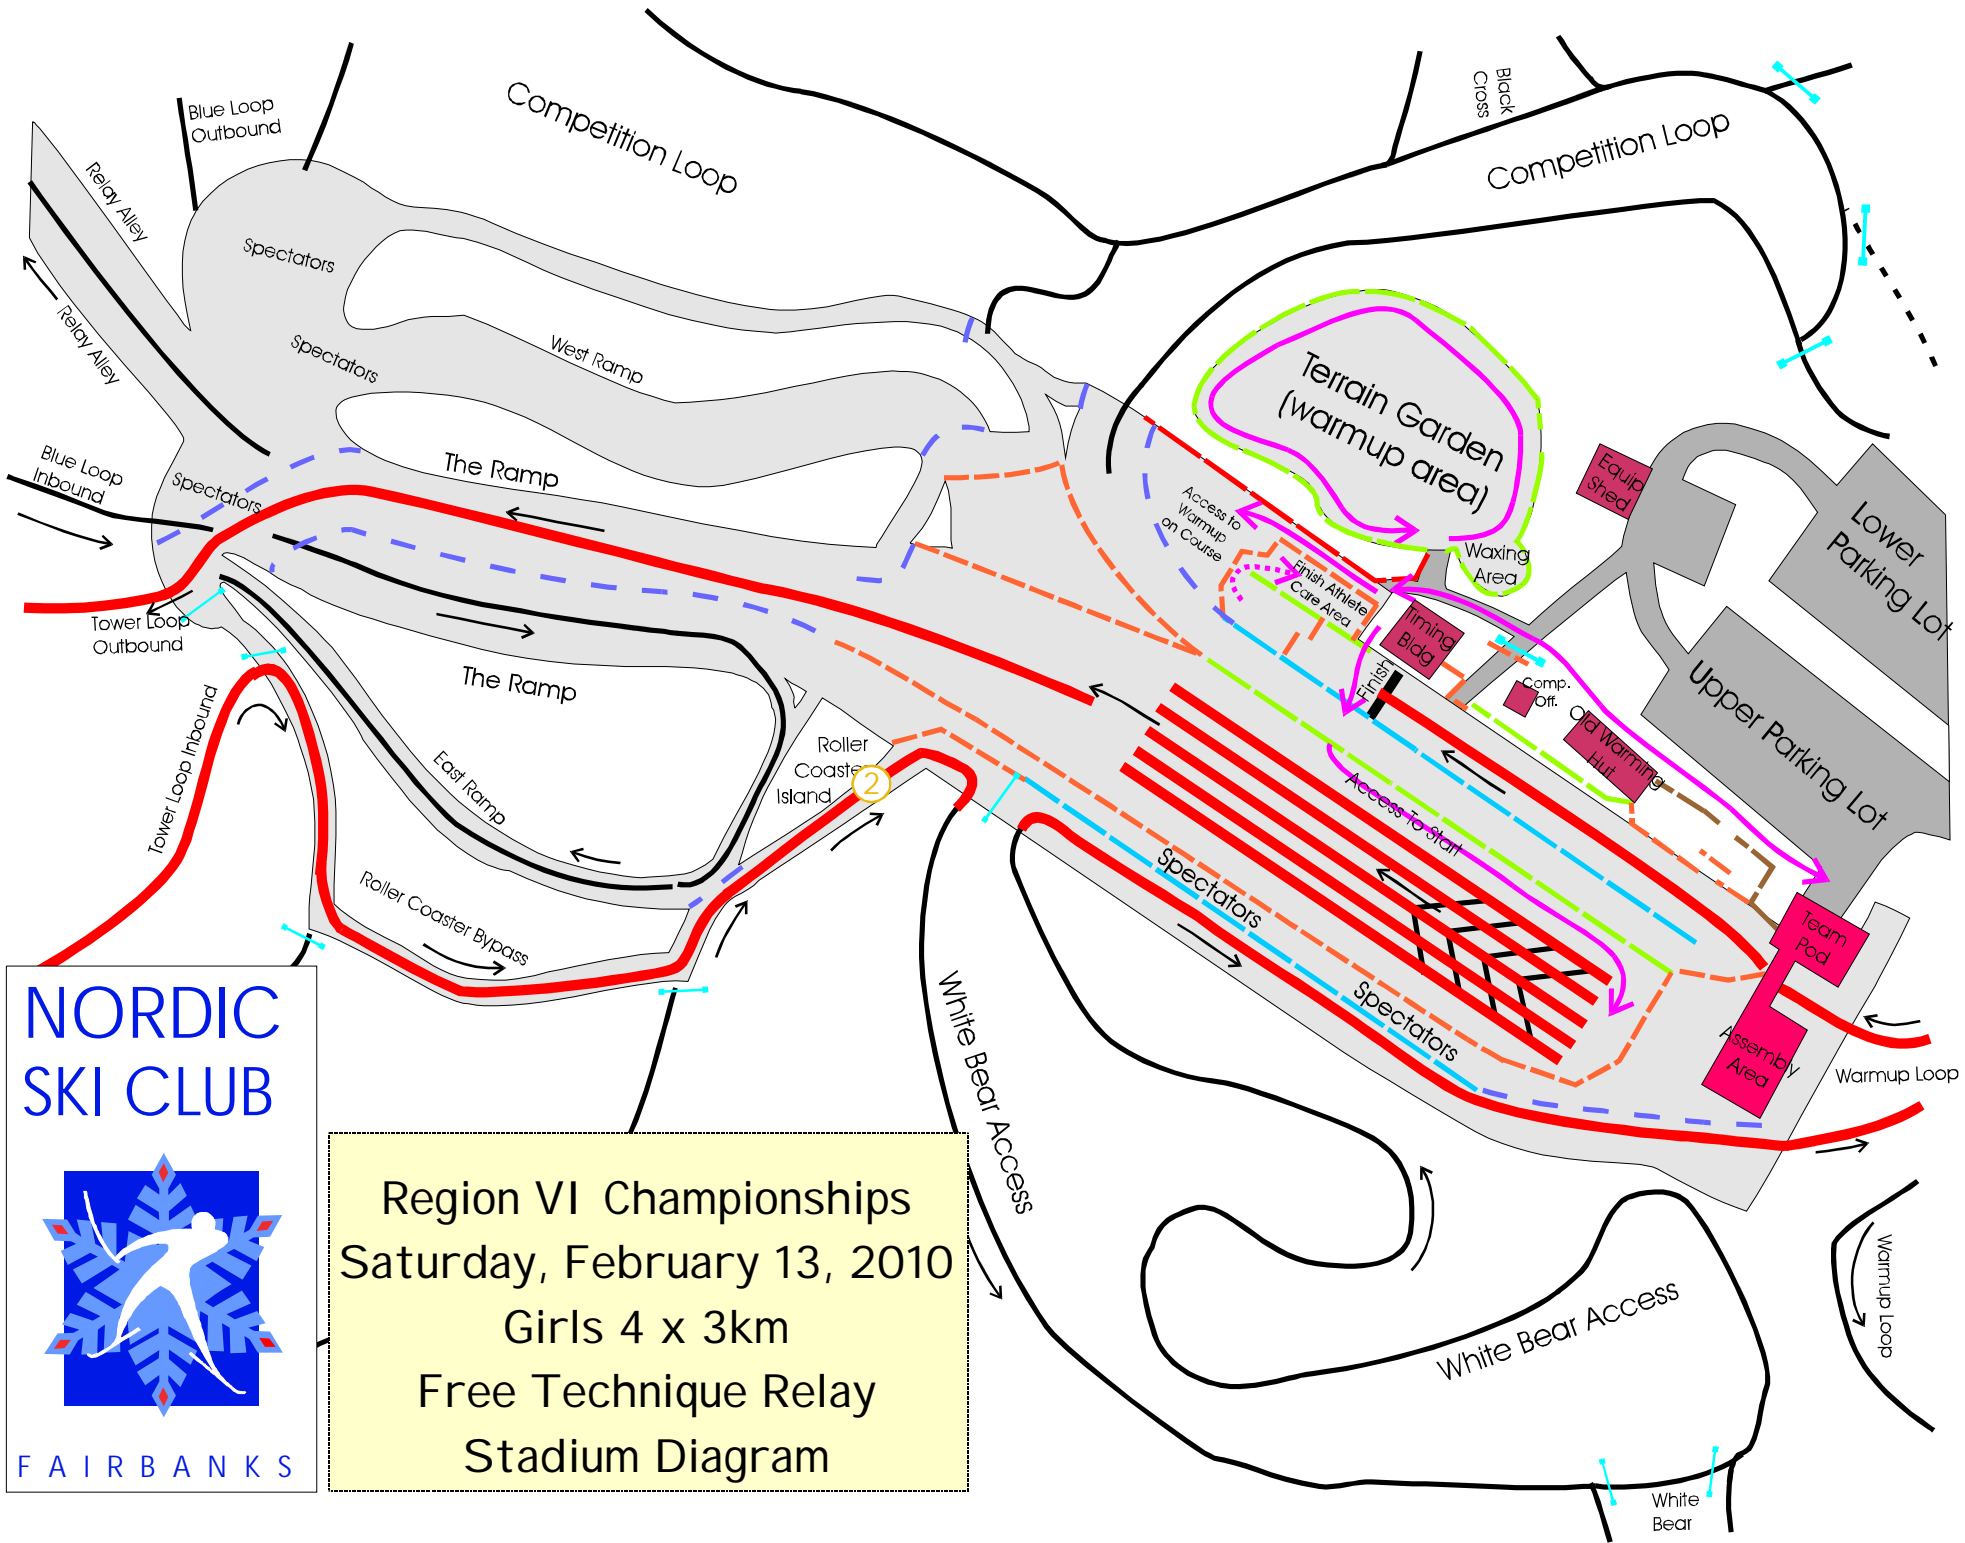 Blue Loop
Outbound
Relay Alley
Competition Loop
Black
Cross
Competition Loop
Spectators
Relay Alley
Spectators
West Ramp
Terrain Garden
(warmup area)
Blue Loop
Inbound
Spectators
The Ramp
Access to
Warmup
on Course
Equip
Shed
Lower
Parking Lot
Waxing
Area
Finish Athlete
Care Area
Timing
Bldg
Tower Loop
Outbound
The Ramp
Finish
Comp.
Off.
Old Warming
Hut
Upper Parking Lot
Tower Loop Inbound
East Ramp
Roller
Coaster
Island
2
Access To Start
Roller Coaster Bypass
Spectators
Spectators
Team
Pod
Assembly
Area
Warmup Loop
White Bear Access
White Bear Access
Warmup Loop
White
Bear
NORDIC
SKI CLUB
FAIRBANKS
Region VI Championships
Saturday, February 13, 2010
Girls 4 x 3km
Free Technique Relay
Stadium Diagram